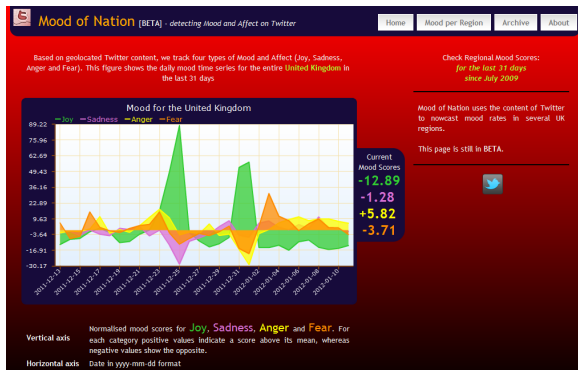 Mood of Nation [BETA] - detecting Mood and Affect on Twitter
Home
Mood per Region
Archive
About
Based on geolocated Twitter content, we track four types of Mood and Affect (Joy, Sadness,
Anger and Fear). This figure shows the daily mood time series for the entire United Kingdom in
the last 31 days
Check Regional Mood Scores:
for the last 31 days
since July 2009
Mood of Nation uses the content of Twitter
to nowcast mood rates in several UK
regions.
This page is still in BETA.
Mood for the United Kingdom
Joy
Sadness
Anger
Fear
89.22
75.96
62.69
49.43
36.16
22.89
9.63
-3.64
-16.91
-30.17
2011-12-13
2011-12-15
2011-12-17
2011-12-19
2011-12-21
2011-12-23
2011-12-25
2011-12-27
2011-12-29
2011-12-31
2012-01-02
2012-01-04
2012-01-06
2012-01-08
2012-01-10
Current
Mood Scores
-12.89
-1.28
+5.82
-3.71
Vertical axis
Normalised mood scores for Joy, Sadness, Anger and Fear. For
each category positive values indicate a score above its mean, whereas
negative values show the opposite.
Horizontal axis
Date in yyyy-mm-dd format